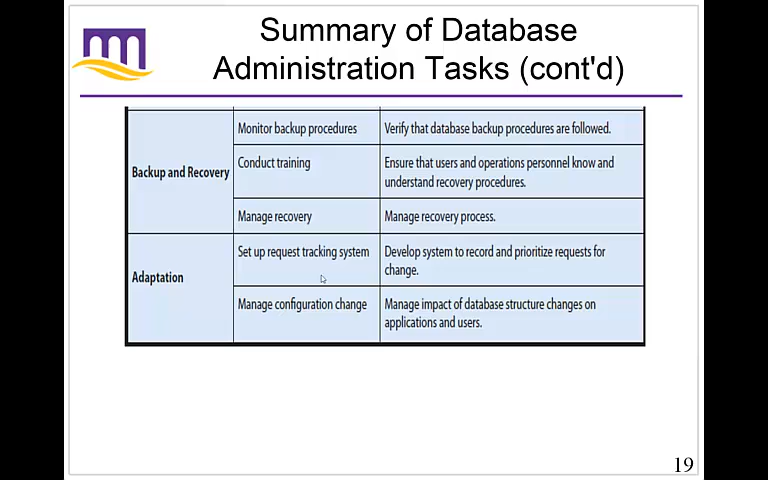 Summary of Database
Administration Tasks (cont'd)
Backup and Recovery
Monitor backup procedures
Verify that database backup procedures are followed.
Conduct training
Ensure that users and operations personnel know and
understand recovery procedures.
Manage recovery
Manage recovery process.
Adaptation
Set up request tracking system
Develop system to record and prioritize requests for
change.
Manage configuration change
Manage impact of database structure changes on
applications and users.
19